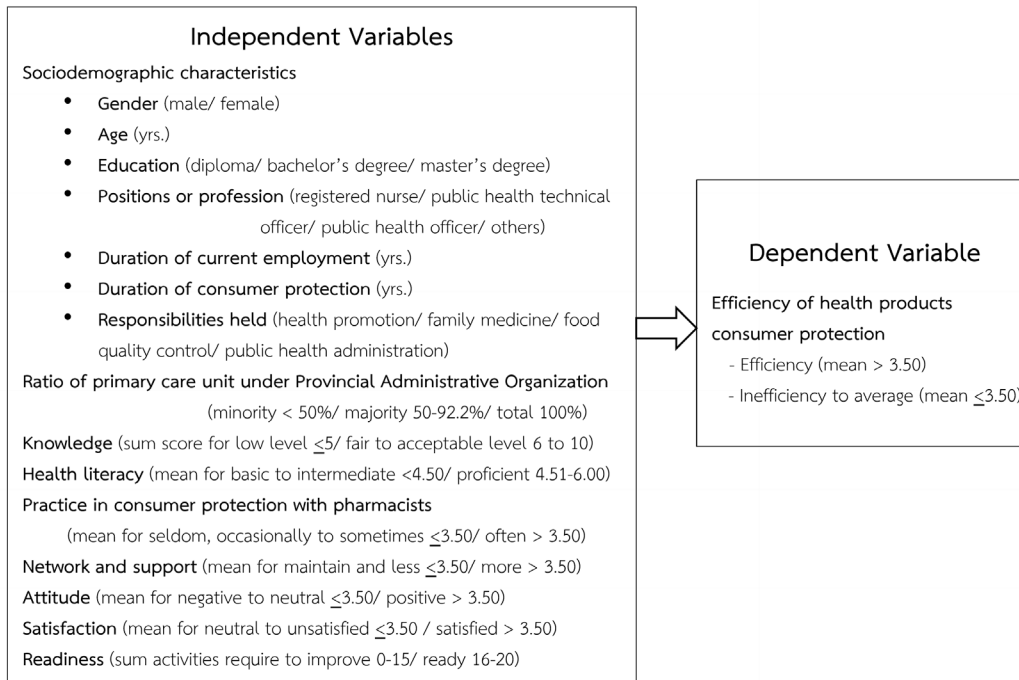 Independent Variables
Sociodemographic characteristics
• Gender (male/ female)
• Age (yrs.)
• Education (diploma/ bachelor's degree/ master's degree)
• Positions or profession (registered nurse/ public health technical
officer/ public health officer/ others)
• Duration of current employment (yrs.)
• Duration of consumer protection (yrs.)
• Responsibilities held (health promotion/ family medicine/ food
quality control/ public health administration)
Ratio of primary care unit under Provincial Administrative Organization
(minority < 50%/ majority 50-92.2%/ total 100%)
Knowledge (sum score for low level ≤5/ fair to acceptable level 6 to 10)
Health literacy (mean for basic to intermediate <4.50/ proficient 4.51-6.00)
Practice in consumer protection with pharmacists
(mean for seldom, occasionally to sometimes ≤3.50/ often > 3.50)
Network and support (mean for maintain and less ≤3.50/ more > 3.50)
Attitude (mean for negative to neutral ≤3.50/ positive > 3.50)
Satisfaction (mean for neutral to unsatisfied ≤3.50 / satisfied > 3.50)
Readiness (sum activities require to improve 0-15/ ready 16-20)
Dependent Variable
Efficiency of health products
consumer protection
- Efficiency (mean > 3.50)
- Inefficiency to average (mean ≤3.50)